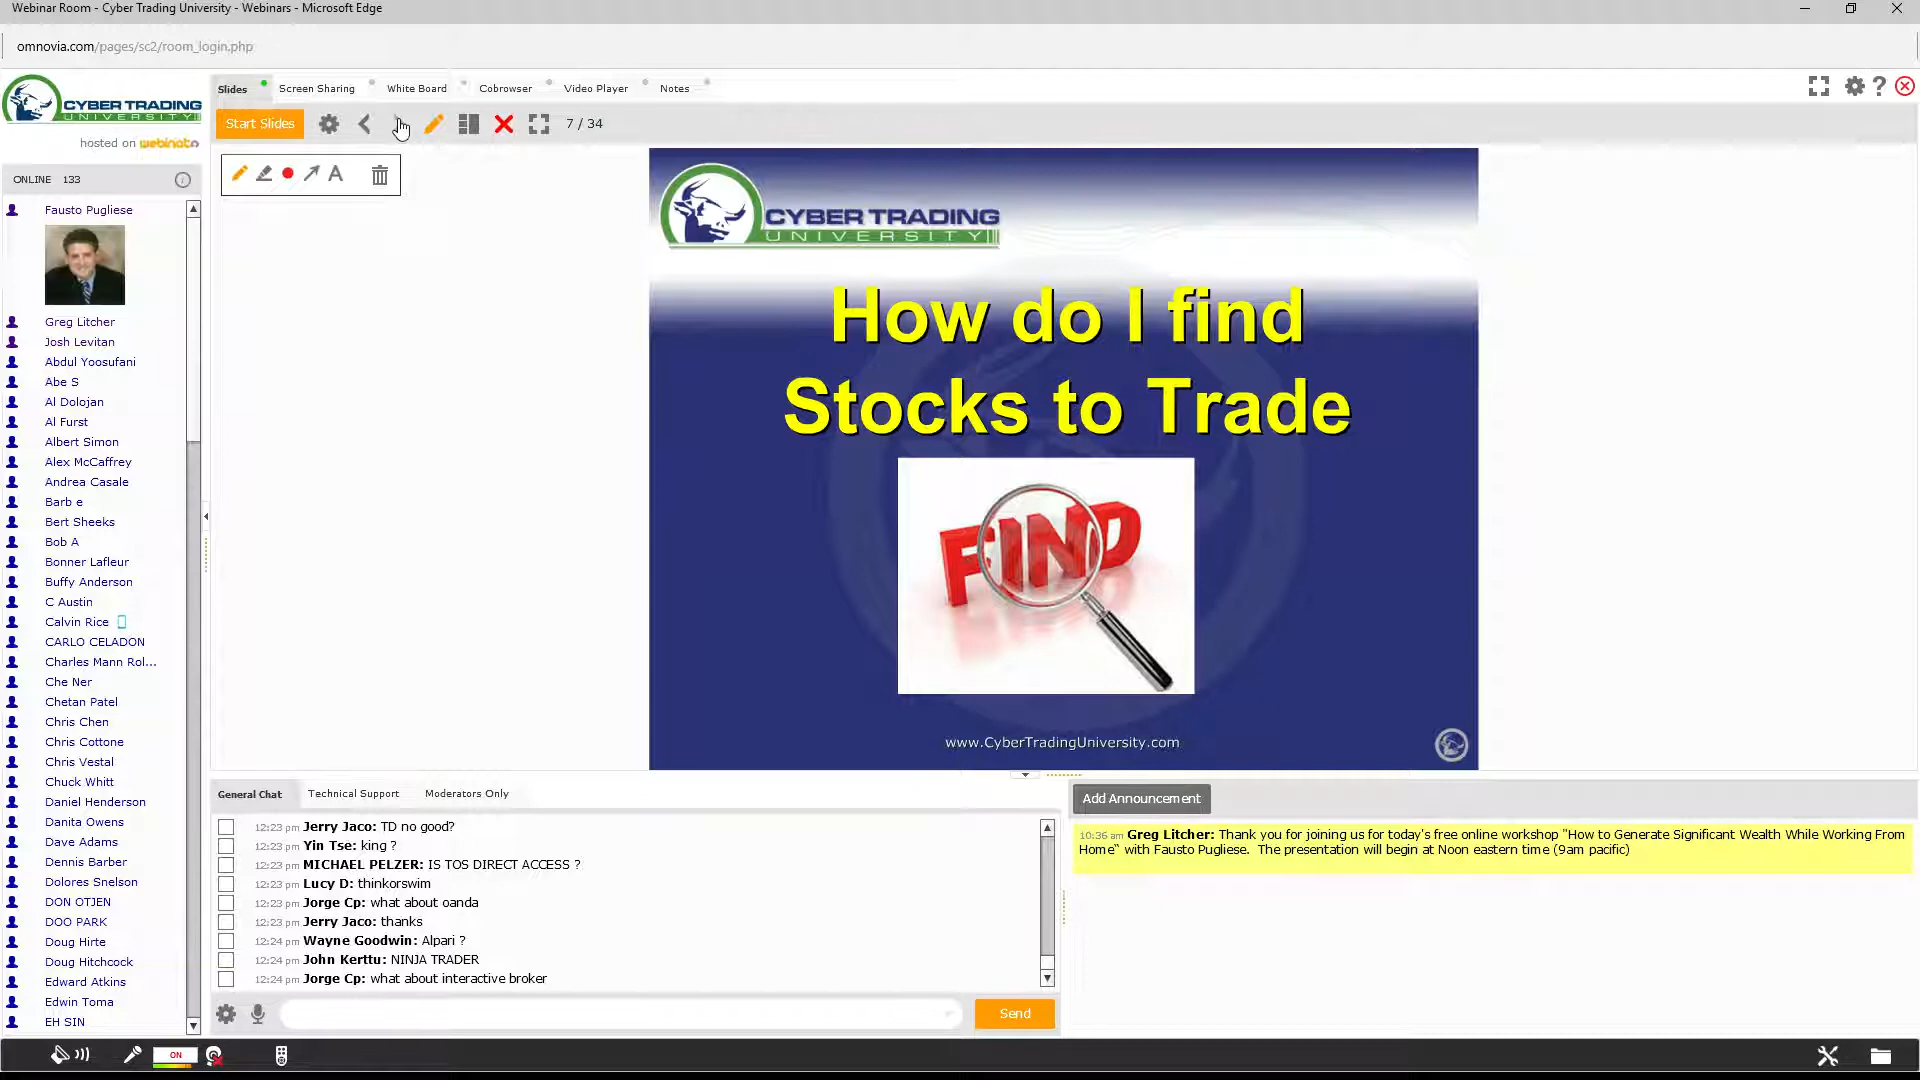 Webinar Room - Cyber Trading University - Webinars - Microsoft Edge
omnovia.com/pages/sc2/room_login.php
CYBER TRADING
UNIVERSITY
hosted on webinato
Slides
Screen Sharing
White Board
Cobrowser
Video Player
Notes
Start Slides
7 / 34
A
ONLINE 133
Fausto Pugliese
Greg Litcher
Josh Levitan
Abdul Yoosufani
Abe S
Al Dolojan
Al Furst
Albert Simon
Alex McCaffrey
Andrea Casale
Barb e
Bert Sheeks
Bob A
Bonner Lafleur
Buffy Anderson
C Austin
Calvin Rice
CARLO CELADON
Charles Mann Rol...
Che Ner
Chetan Patel
Chris Chen
Chris Cottone
Chris Vestal
Chuck Whitt
Daniel Henderson
Danita Owens
Dave Adams
Dennis Barber
Dolores Snelson
DON OTJEN
DOO PARK
Doug Hirte
Doug Hitchcock
Edward Atkins
Edwin Toma
EH SIN
CYBER TRADING
UNIVERSITY
How do I find
Stocks to Trade
FIND
www.CyberTradingUniversity.com
General Chat
Technical Support
Moderators Only
12:23 pm Jerry Jaco: TD no good?
12:23 pm Yin Tse: king ?
12:23 pm MICHAEL PELZER: IS TOS DIRECT ACCESS ?
12:23 pm Lucy D: thinkorswim
12:23 pm Jorge Cp: what about oanda
12:23 pm Jerry Jaco: thanks
12:24 pm Wayne Goodwin: Alpari ?
12:24 pm John Kerttu: NINJA TRADER
12:24 pm Jorge Cp: what about interactive broker
Send
Add Announcement
10:36 am Greg Litcher: Thank you for joining us for today's free online workshop "How to Generate Significant Wealth While Working From
Home" with Fausto Pugliese. The presentation will begin at Noon eastern time (9am pacific)
ON